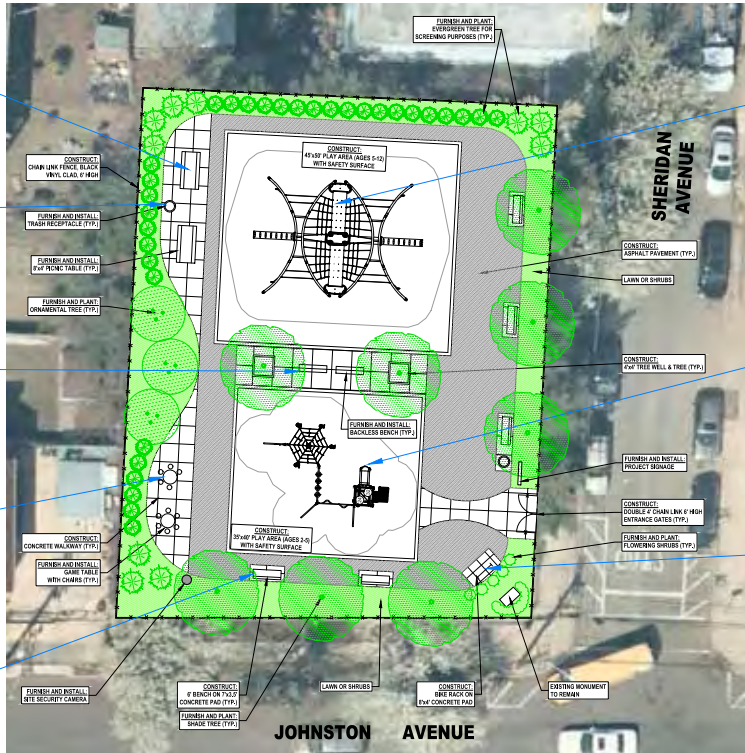 FURNISH AND PLANT:
EVERGREEN TREE FOR
SCREENING PURPOSES (TYP.)
SHERIDAN
AVENUE
CONSTRUCT:
45'x50' PLAY AREA (AGES 5-12)
WITH SAFETY SURFACE
CONSTRUCT:
CHAIN LINK FENCE, BLACK
VINYL CLAD, 6' HIGH
FURNISH AND INSTALL:
TRASH RECEPTACLE (TYP.)
FURNISH AND INSTALL:
8'x4' PICNIC TABLE (TYP.)
FURNISH AND PLANT:
ORNAMENTAL TREE (TYP.)
CONSTRUCT:
ASPHALT PAVEMENT (TYP.)
LAWN OR SHRUBS
CONSTRUCT:
4'x4' TREE WELL & TREE (TYP.)
FURNISH AND INSTALL:
BACKLESS BENCH (TYP.)
FURNISH AND INSTALL:
PROJECT SIGNAGE
CONSTRUCT:
DOUBLE 4' CHAIN LINK 6' HIGH
ENTRANCE GATES (TYP.)
FURNISH AND PLANT:
FLOWERING SHRUBS (TYP.)
CONSTRUCT:
35'x40' PLAY AREA (AGES 2-5)
WITH SAFETY SURFACE
CONSTRUCT:
CONCRETE WALKWAY (TYP.)
FURNISH AND INSTALL:
GAME TABLE
WITH CHAIRS (TYP.)
FURNISH AND INSTALL:
SITE SECURITY CAMERA
CONSTRUCT:
6' BENCH ON 7'x3.5'
CONCRETE PAD (TYP.)
FURNISH AND PLANT:
SHADE TREE (TYP.)
LAWN OR SHRUBS
CONSTRUCT:
BIKE RACK ON
8'x4' CONCRETE PAD
EXISTING MONUMENT
TO REMAIN
JOHNSTON AVENUE